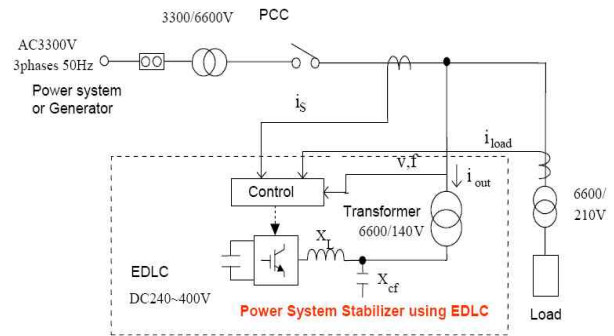 3300/6600V
PCC
AC3300V
3phases 50Hz
Power system
or Generator
iS
iload
v,f
iout
Control
Transformer
6600/140V
6600/
210V
XL
EDLC
DC240~400V
Xcf
Power System Stabilizer using EDLC
Load